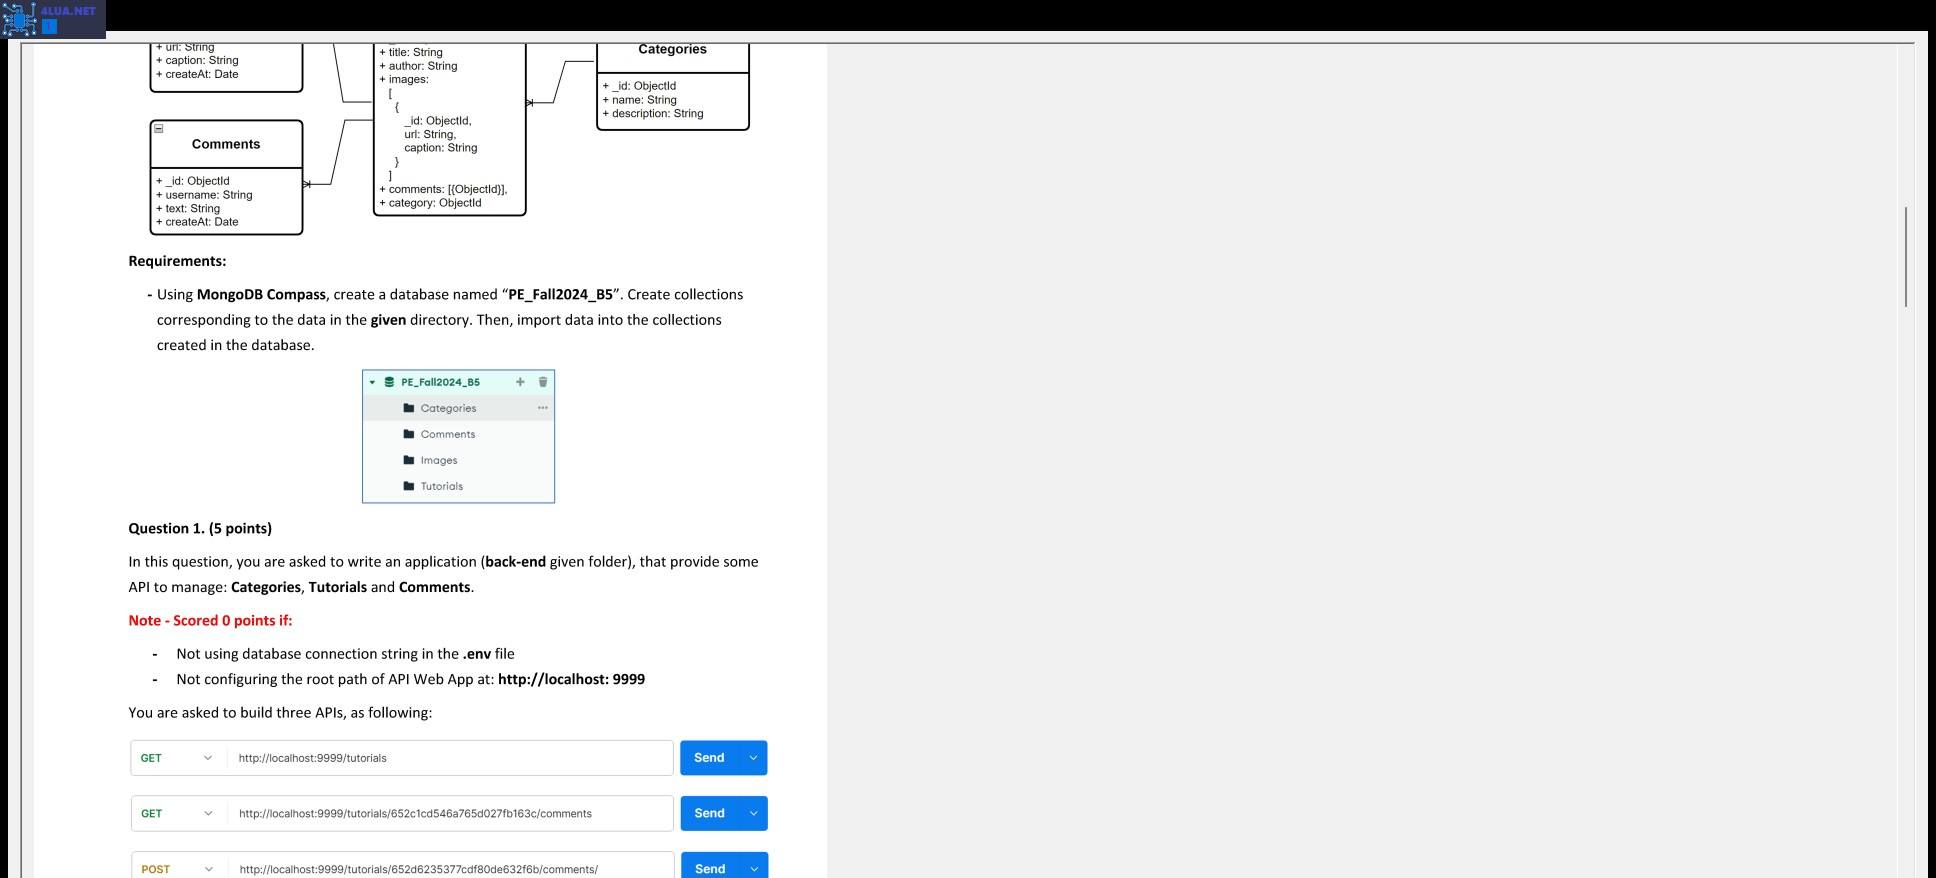 4LUA.NET
+ url: String
+ caption: String
+ createAt: Date
+ title: String
+ author: String
+ images:
[
{
_id: ObjectId,
url: String,
caption: String
}
]
+ comments: [{ObjectId}],
+ category: ObjectId
Categories
+ _id: ObjectId
+ name: String
+ description: String
Comments
+ _id: ObjectId
+ username: String
+ text: String
+ createAt: Date
Requirements:
- Using MongoDB Compass, create a database named “PE_Fall2024_B5”. Create collections
corresponding to the data in the given directory. Then, import data into the collections
created in the database.
PE_Fall2024_B5
Categories
Comments
Images
Tutorials
Question 1. (5 points)
In this question, you are asked to write an application (back-end given folder), that provide some
API to manage: Categories, Tutorials and Comments.
Note - Scored 0 points if:
- Not using database connection string in the .env file
- Not configuring the root path of API Web App at: http://localhost: 9999
You are asked to build three APIs, as following:
GET http://localhost:9999/tutorials Send
GET http://localhost:9999/tutorials/652c1cd546a765d027fb163c/comments Send
POST http://localhost:9999/tutorials/652d6235377cdf80de632f6b/comments/ Send